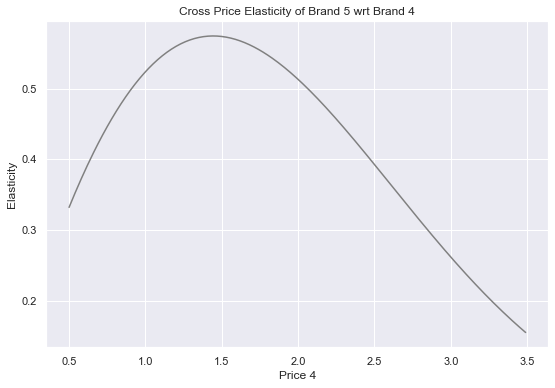 Cross Price Elasticity of Brand 5 wrt Brand 4
Elasticity
0.5
0.4
0.3
0.2
0.5 1.0 1.5 2.0 2.5 3.0 3.5
Price 4